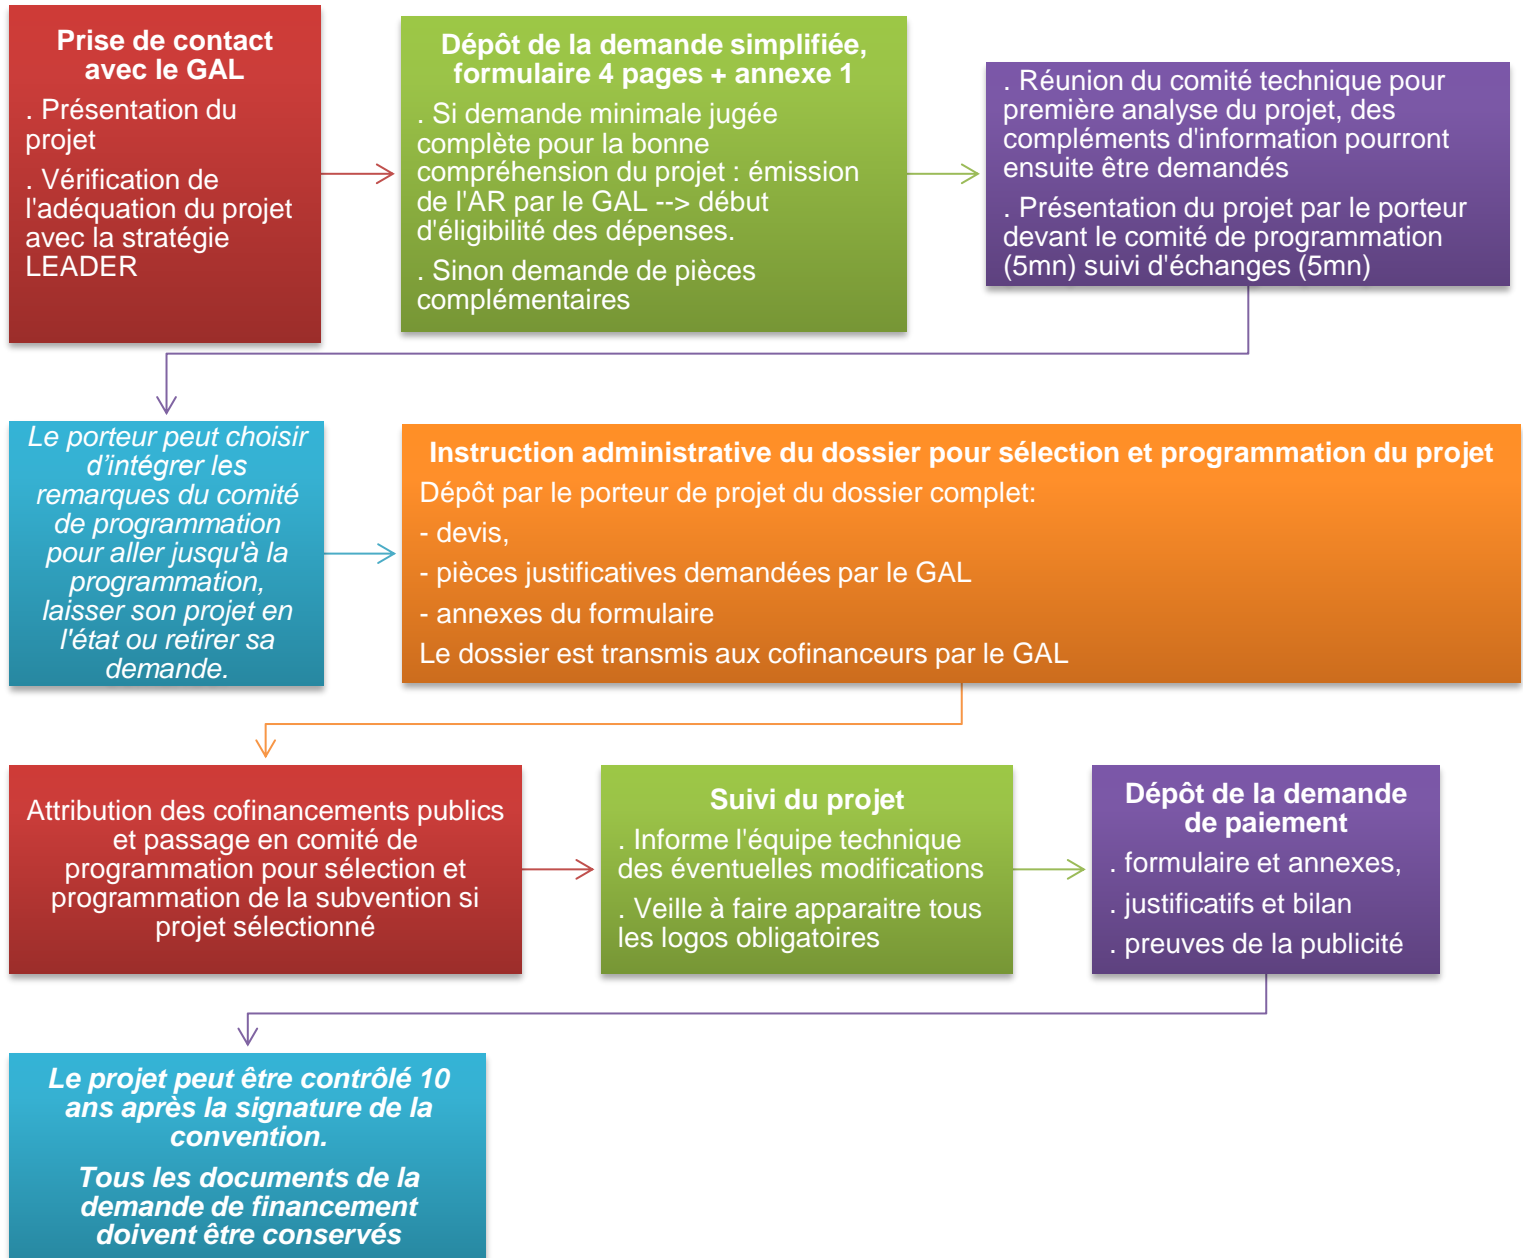 Prise de contact
avec le GAL
. Présentation du
projet
. Vérification de
l'adéquation du projet
avec la stratégie
LEADER
Dépôt de la demande simplifiée,
formulaire 4 pages + annexe 1
. Si demande minimale jugée
complète pour la bonne
compréhension du projet : émission
de l'AR par le GAL --> début
d'éligibilité des dépenses.
. Sinon demande de pièces
complémentaires
. Réunion du comité technique pour
première analyse du projet, des
compléments d'information pourront
ensuite être demandés
. Présentation du projet par le porteur
devant le comité de programmation
(5mn) suivi d'échanges (5mn)
Le porteur peut choisir
d’intégrer les
remarques du comité
de programmation
pour aller jusqu'à la
programmation,
laisser son projet en
l'état ou retirer sa
demande.
Instruction administrative du dossier pour sélection et programmation du projet
Dépôt par le porteur de projet du dossier complet:
- devis,
- pièces justificatives demandées par le GAL
- annexes du formulaire
Le dossier est transmis aux cofinanceurs par le GAL
Attribution des cofinancements publics
et passage en comité de
programmation pour sélection et
programmation de la subvention si
projet sélectionné
Suivi du projet
. Informe l'équipe technique
des éventuelles modifications
. Veille à faire apparaitre tous
les logos obligatoires
Dépôt de la demande
de paiement
. formulaire et annexes,
. justificatifs et bilan
. preuves de la publicité
Le projet peut être contrôlé 10
ans après la signature de la
convention.
Tous les documents de la
demande de financement
doivent être conservés